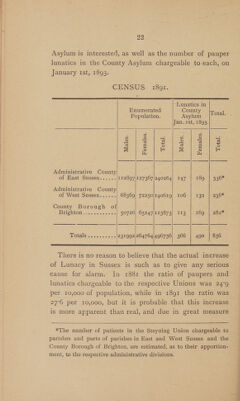 22
Asylum is interested, as well as the number of pauper
lunatics in the County Asylum chargeable to each, on
January 1st, 1893.
CENSUS 1891.
Enumerated Population. Lunatics in County Asylum Jan. 1st, 1893. Total.
Males. Females. Total. Males. Females. Total.
Administrative County
of East Sussex...... 112697 127367 240064 147 189 336*
Administrative County
of West Sussex...... 68569 72250 140619 106 132 238*
County Borough of
Brighton........... 50726 65147 115873 113 169 282*
Totals........... 231992 264764 496756 366 490 856
There is no reason to believe that the actual increase
of Lunacy in Sussex is such as to give any serious
cause for alarm. In 1881 the ratio of paupers and
lunatics chargeable to the respective Unions was 24·9
per 10,000 of population, while in 1891 the ratio was
27·6 per 10,000, but it is probable that this increase
is more apparent than real, and due in great measure
*The number of patients in the Steyning Union chargeable to
parishes and parts of parishes in East and West Sussex and the
County Borough of Brighton, are estimated, as to their apportion-
ment, to the respective administrative divisions.